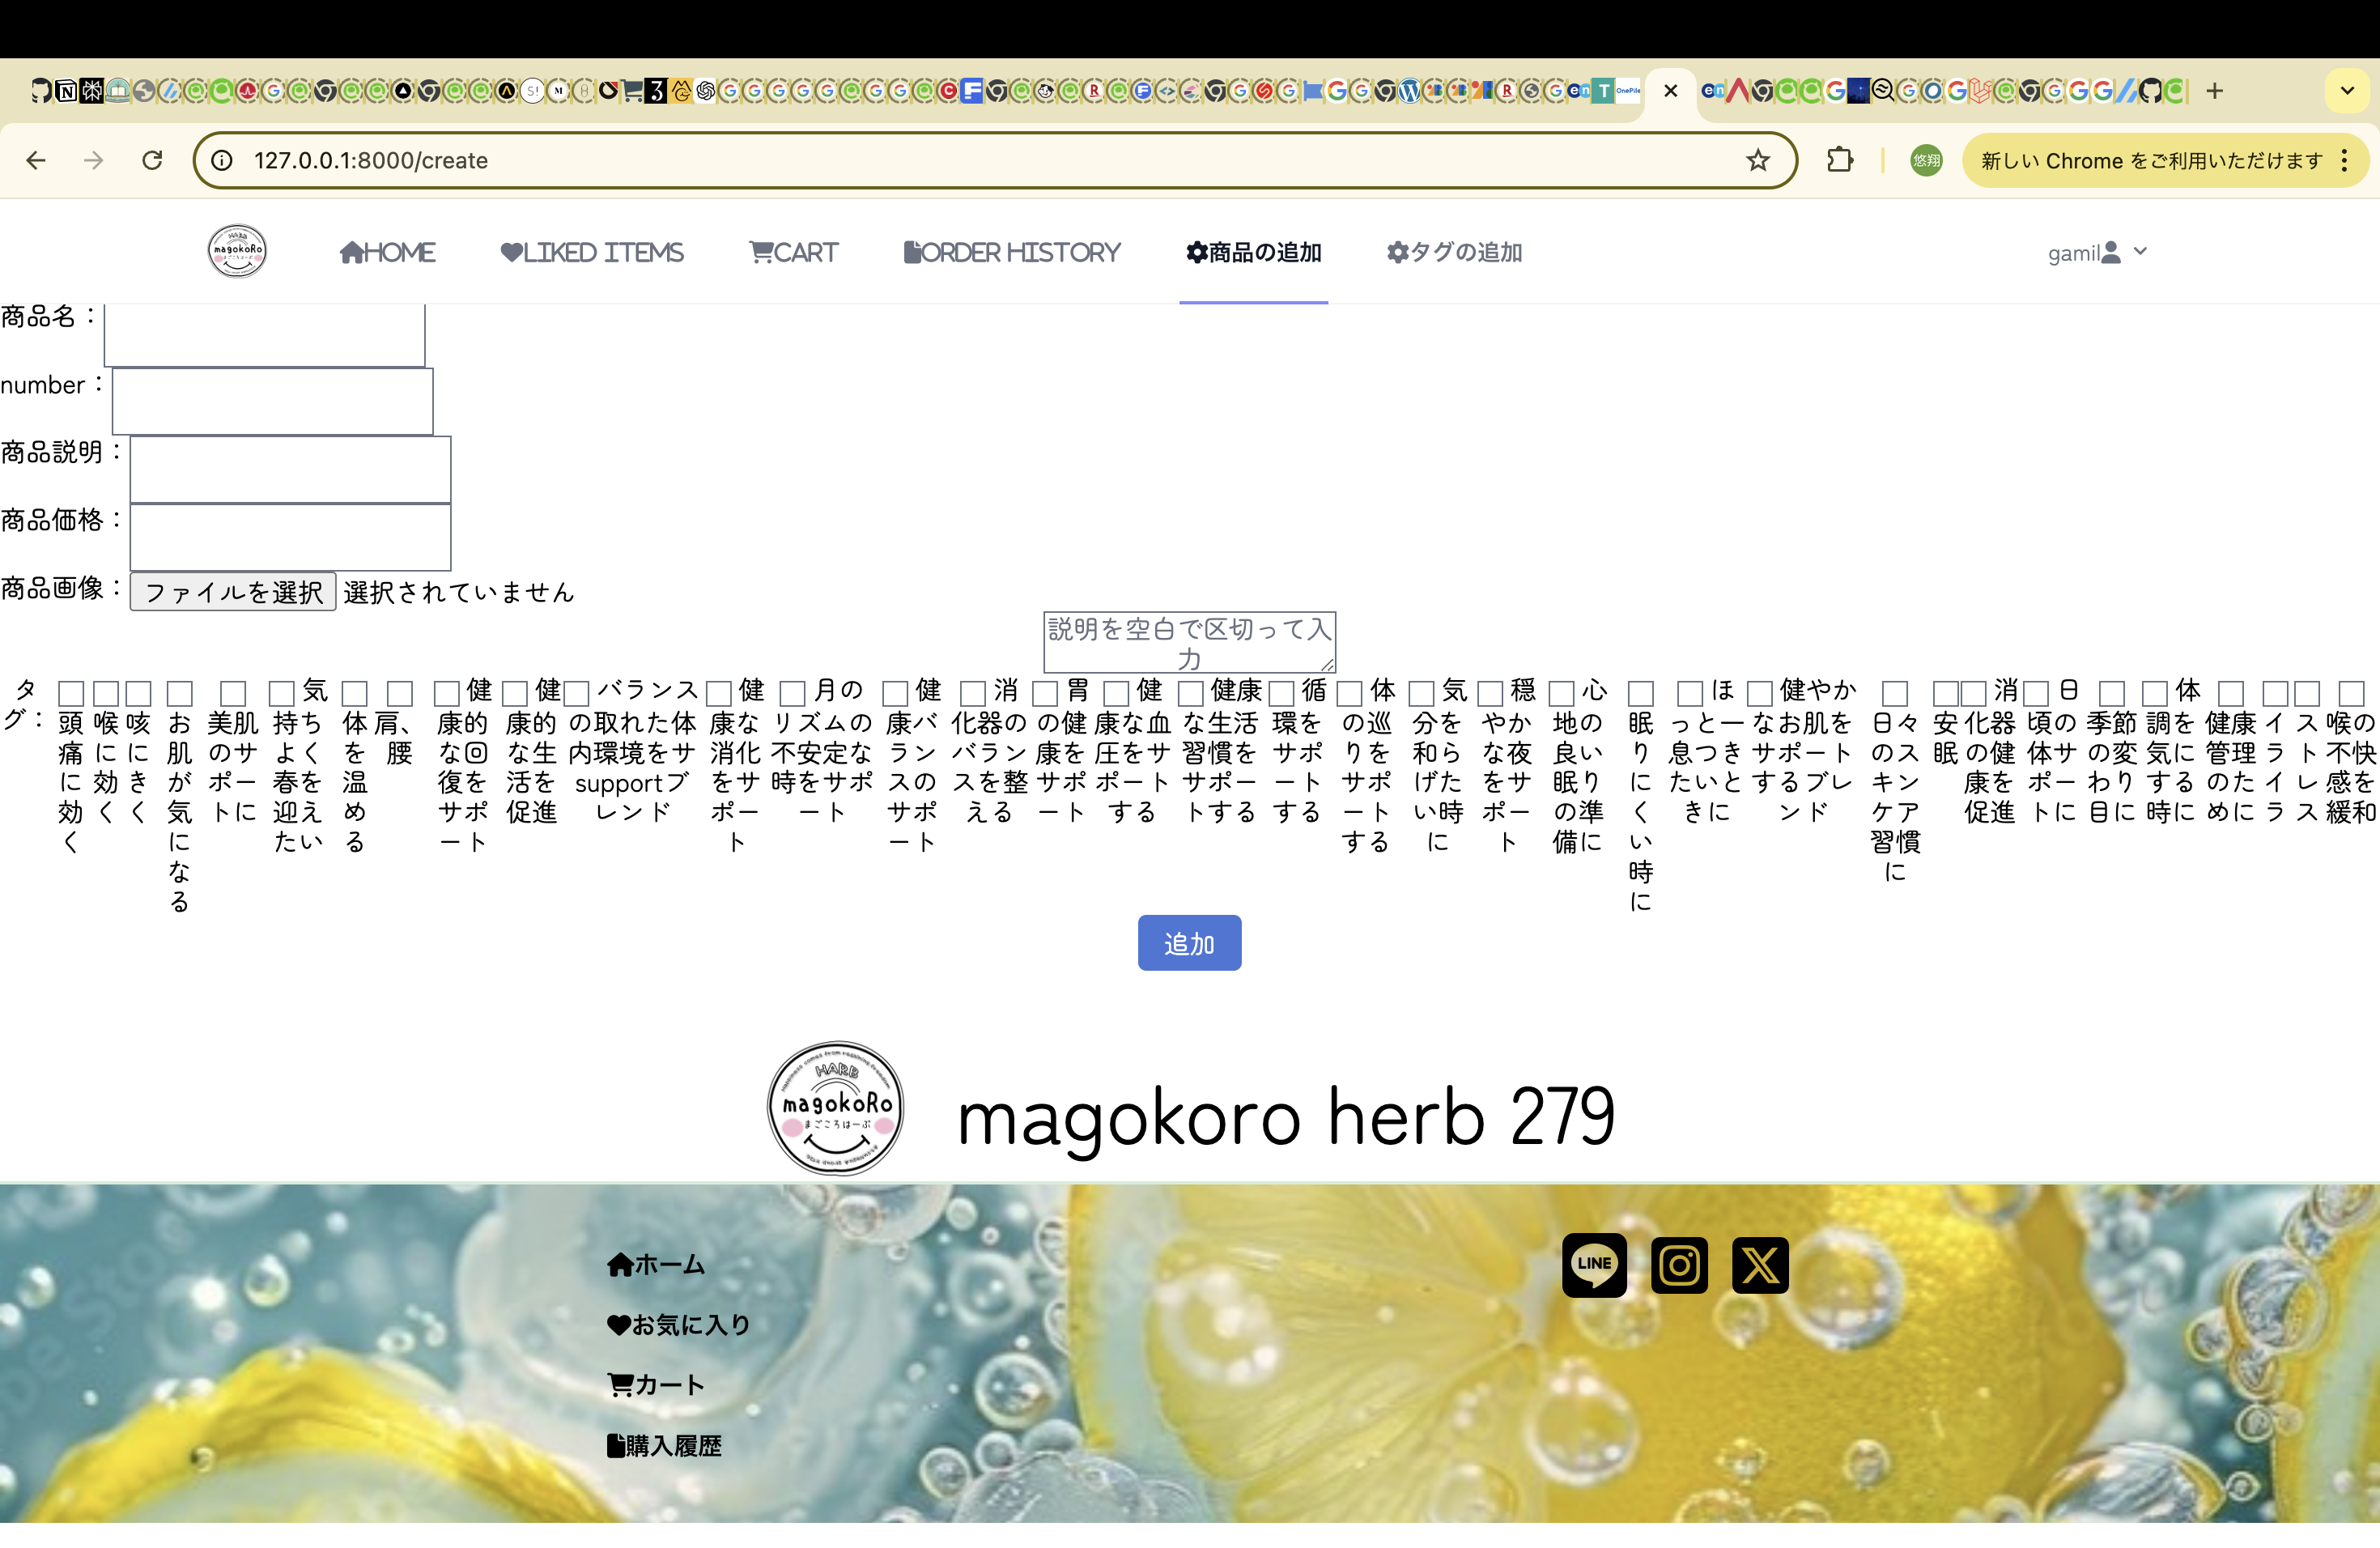 127.0.0.1:8000/create
新しい Chrome をご利用いただけます
悠翔
HARB
magokoRo
まごころはーぶ
HOME
LIKED ITEMS
CART
ORDER HISTORY
商品の追加
タグの追加
gamil
商品名：
number：
商品説明：
商品価格：
商品画像：
ファイルを選択 選択されていません
説明を空白で区切って入力
タグ：
頭痛に効く
喉に効く
咳にきく
お肌が気になる
美肌のサポートに
気持ちよく春を迎えたい
体を温める
肩、腰
健康的な回復をサポート
健康的な生活を促進
バランスの取れた体内環境をサsupportブレンド
健康な消化をサポート
月のリズムの不安定な時をサポート
健康バランスのサポート
消化器のバランスを整える
胃の健康をサポート
健康な血圧をサポートする
健康な生活習慣をサポートする
循環をサポートする
体の巡りをサポートする
気分を和らげたい時に
穏やかな夜をサポート
心地の良い眠りの準備に
眠りにくい時に
ほっと一息つきたいときに
健やかなお肌をサポートするブレンド
日々のスキンケア習慣に
安眠
消化器の健康を促進
日頃の体サポートに
季節の変わり目に
体調を気にする時に
健康管理のために
イライラ
ストレス
喉の不快感を緩和
追加
HARB
magokoRo
まごころはーぶ
magokoro herb 279
ホーム
お気に入り
カート
購入履歴
LINE